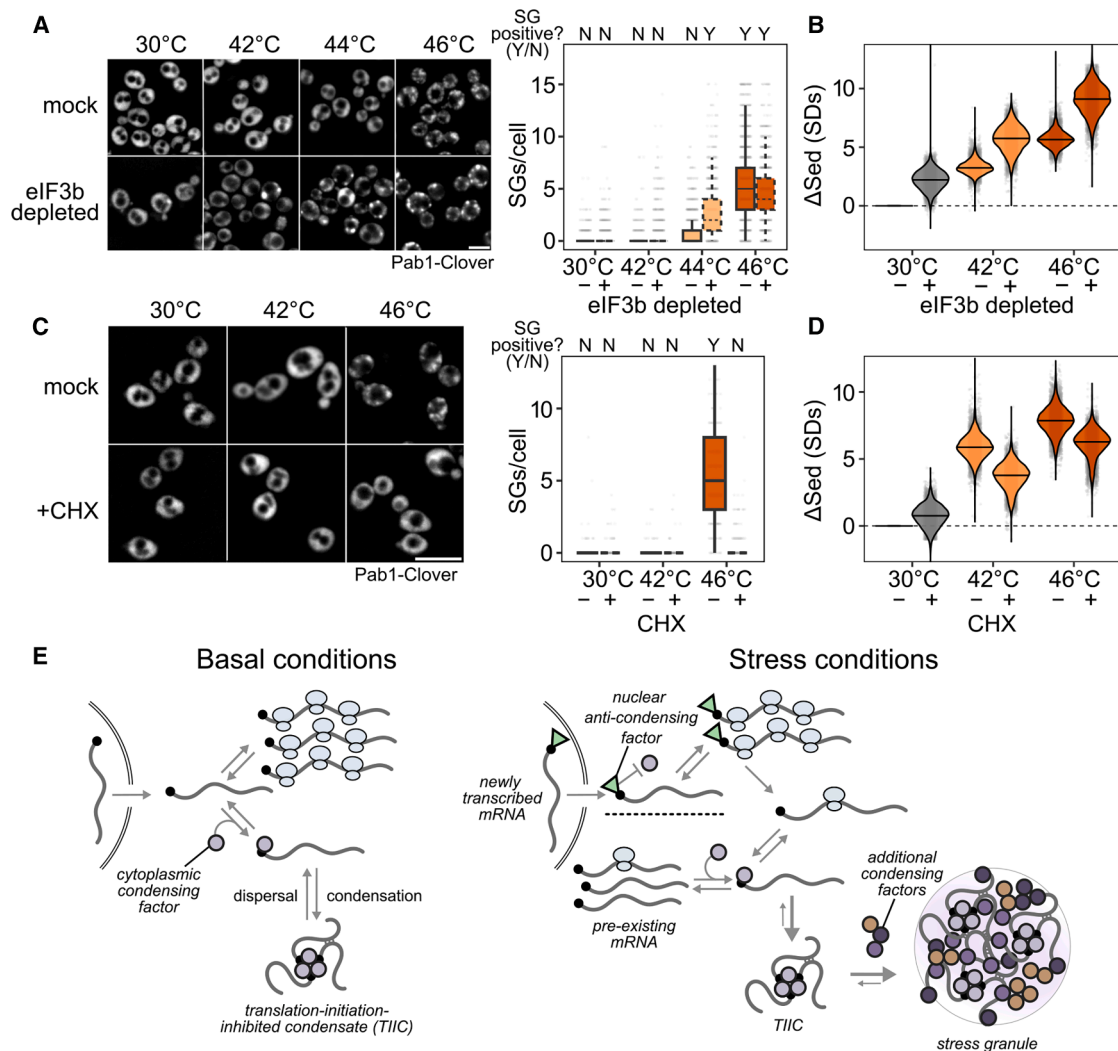 A
30°C
42°C
44°C
46°C
mock
eIF3b
depleted
Pab1-Clover
SG
positive?
(Y/N)
N N
N N
N Y
Y Y
SGs/cell
15
10
5
0
30°C
42°C
44°C
46°C
− + − + − + − +
eIF3b depleted
B
ΔSed (SDs)
10
5
0
30°C
42°C
46°C
− + − + − +
eIF3b depleted
C
30°C
42°C
46°C
mock
+CHX
Pab1-Clover
SG
positive?
(Y/N)
N N
N N
Y N
SGs/cell
10
5
0
30°C
42°C
46°C
− + − + − +
CHX
D
ΔSed (SDs)
10
5
0
30°C
42°C
46°C
− + − + − +
CHX
E
Basal conditions
cytoplasmic
condensing
factor
dispersal
condensation
translation-initiation-
inhibited condensate (TIIC)
Stress conditions
nuclear
anti-condensing
factor
newly
transcribed
mRNA
pre-existing
mRNA
additional
condensing
factors
TIIC
stress granule